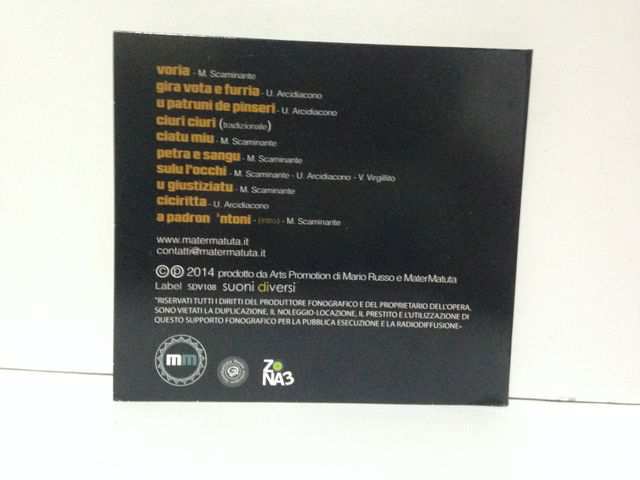 voria - M. Scaminante
gira vota e furria - U. Arcidiacono
u patruni de pinseri - U. Arcidiacono
ciuri ciuri (tradizionale)
ciatu miu - M. Scaminante
petra e sangu - M. Scaminante
sulu l'occhi - M. Scaminante - U. Arcidiacono - V. Virgillito
u giustiziatu - M. Scaminante
ciciritta - U. Arcidiacono
a padron 'ntoni - (intro) - M. Scaminante
www.matermatuta.it
contatti@matermatuta.it
©℗ 2014 prodotto da Arts Promotion di Mario Russo e MaterMatuta
Label SDV108 suoni diversi
"RISERVATI TUTTI I DIRITTI DEL PRODUTTORE FONOGRAFICO E DEL PROPRIETARIO DELL'OPERA,
SONO VIETATI LA DUPLICAZIONE, IL NOLEGGIO-LOCAZIONE, IL PRESTITO E L'UTILIZZAZIONE DI
QUESTO SUPPORTO FONOGRAFICO PER LA PUBBLICA ESECUZIONE E LA RADIODIFFUSIONE»
mm
ZONA3